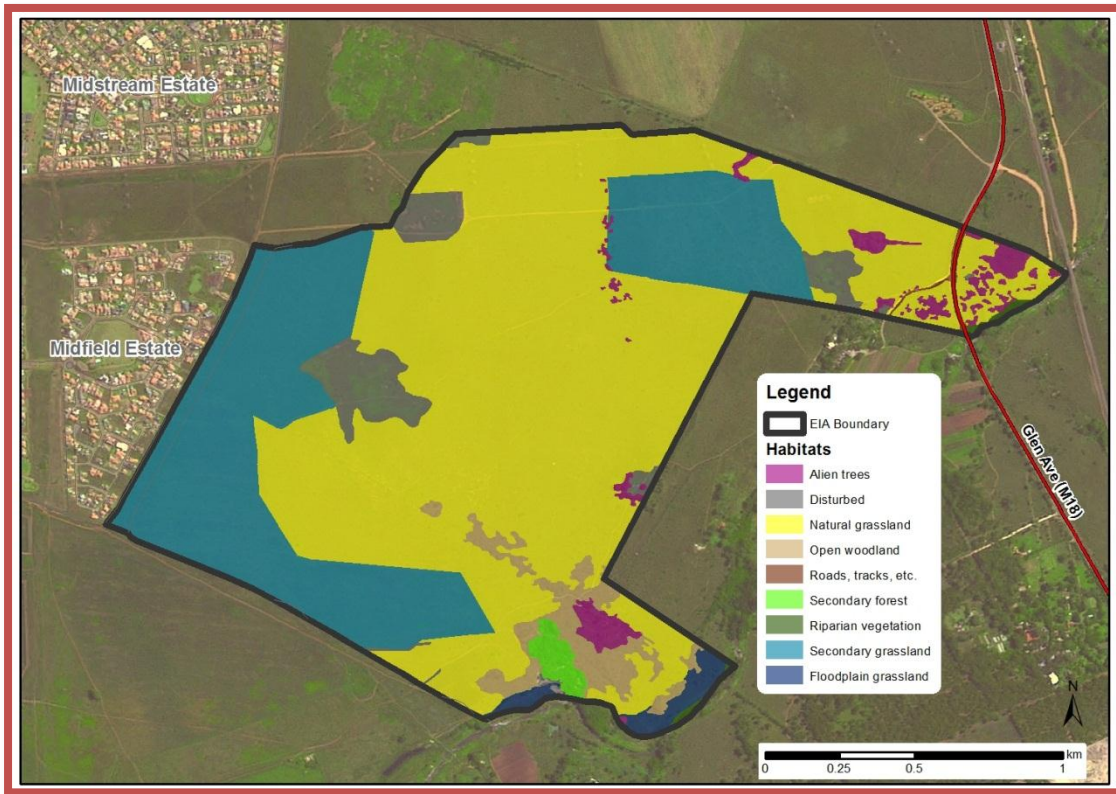 Midstream Estate
Midfield Estate
Glen Ave (M18)
Legend
EIA Boundary
Habitats
Alien trees
Disturbed
Natural grassland
Open woodland
Roads, tracks, etc.
Secondary forest
Riparian vegetation
Secondary grassland
Floodplain grassland
N
km
0 0.25 0.5 1